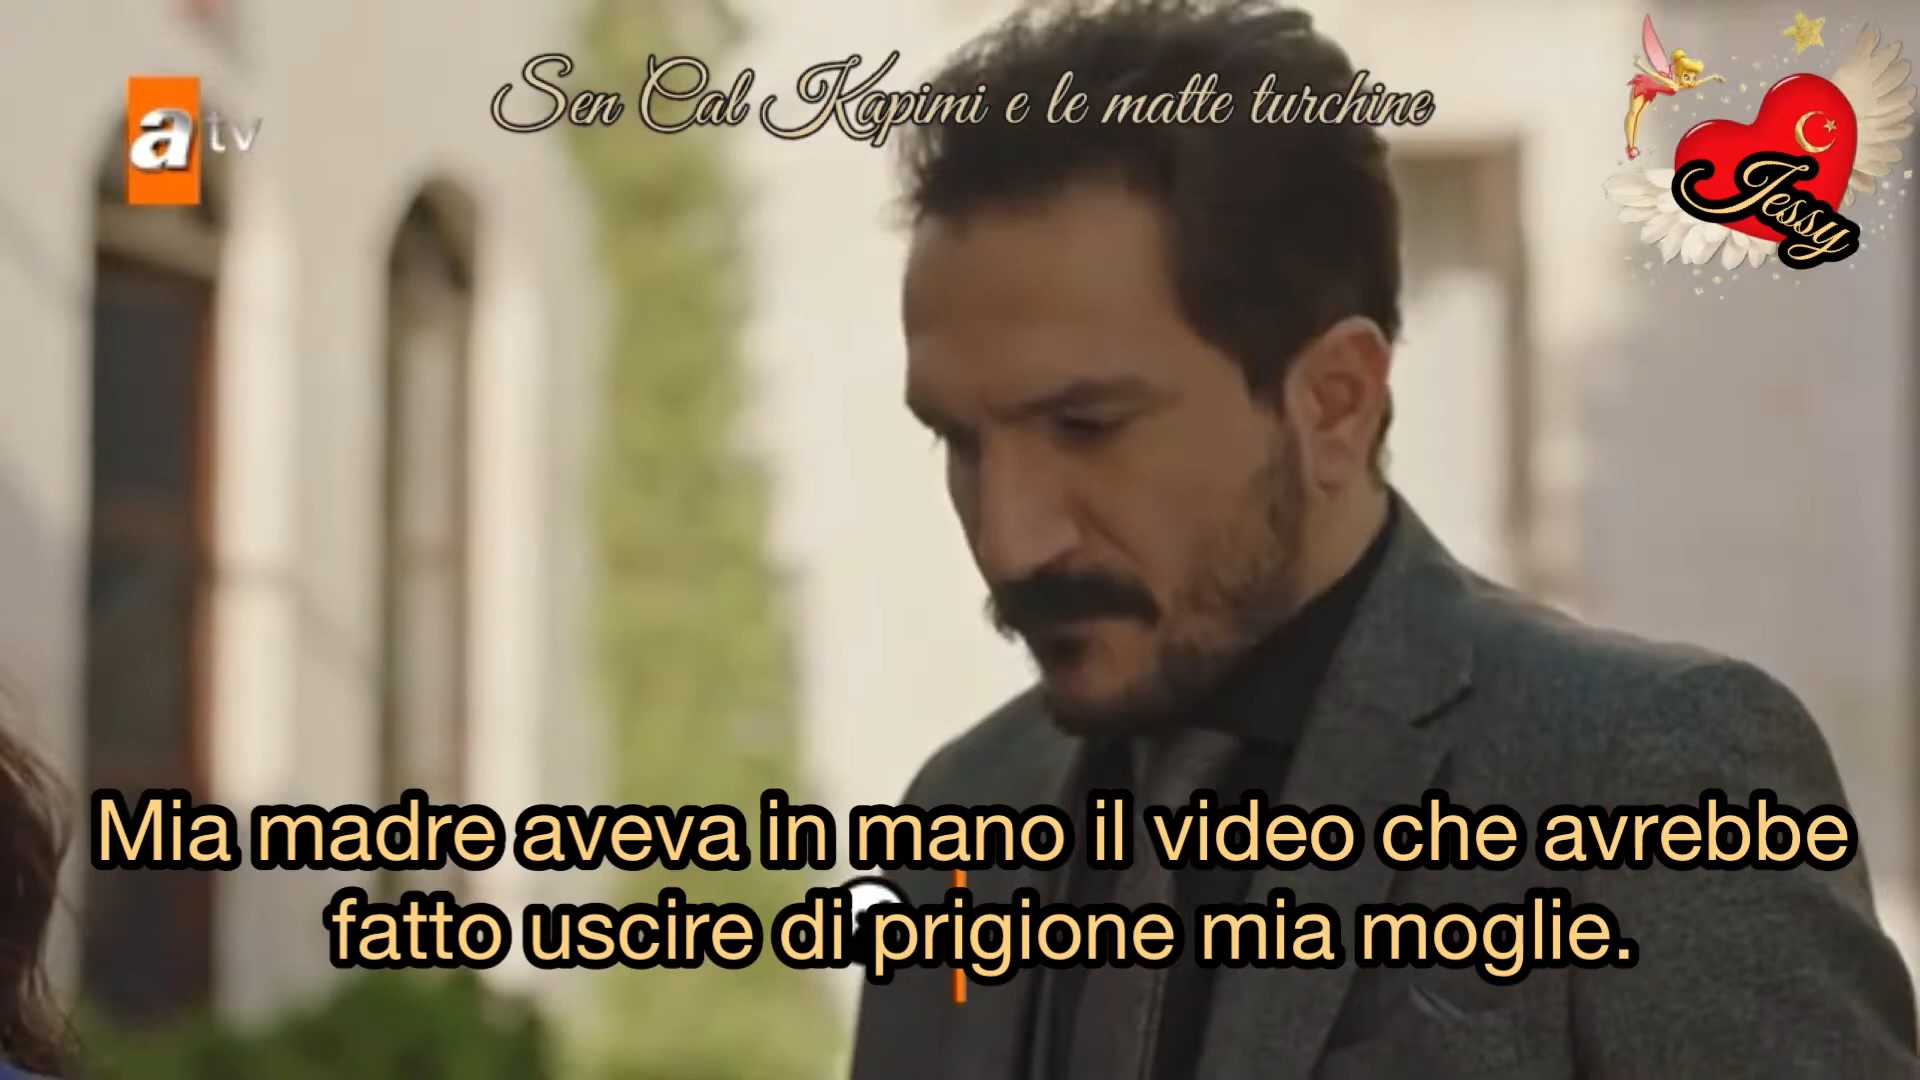 atv
Sen Cal Kapimi e le matte turchine
Jessy
Mia madre aveva in mano il video che avrebbe
fatto uscire di prigione mia moglie.